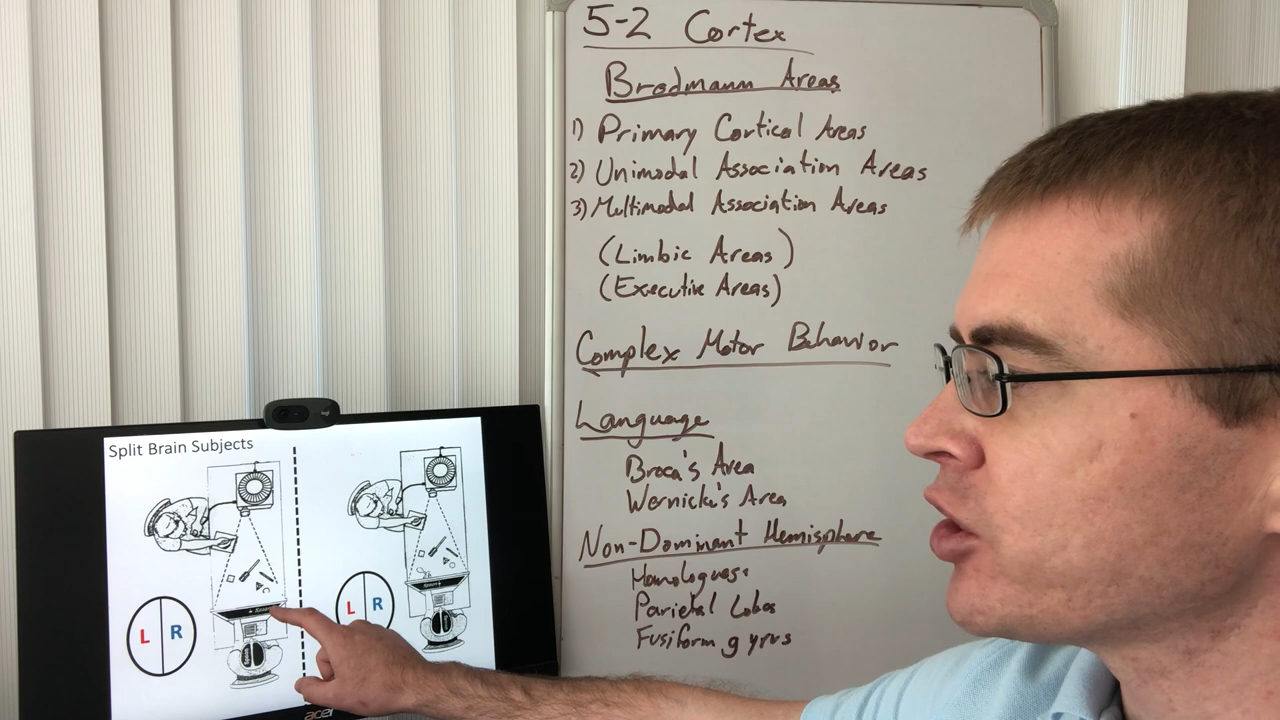 5-2 Cortex
Brodmann Areas
1) Primary Cortical Areas
2) Unimodal Association Areas
3) Multimodal Association Areas
(Limbic Areas)
(Executive Areas)
Complex Motor Behavior
Language
Broca's Area
Wernicke's Area
Non-Dominant Hemisphere
Homologues
Parietal Lobes
Fusiform gyrus
Split Brain Subjects
L R
L R
acer
logi